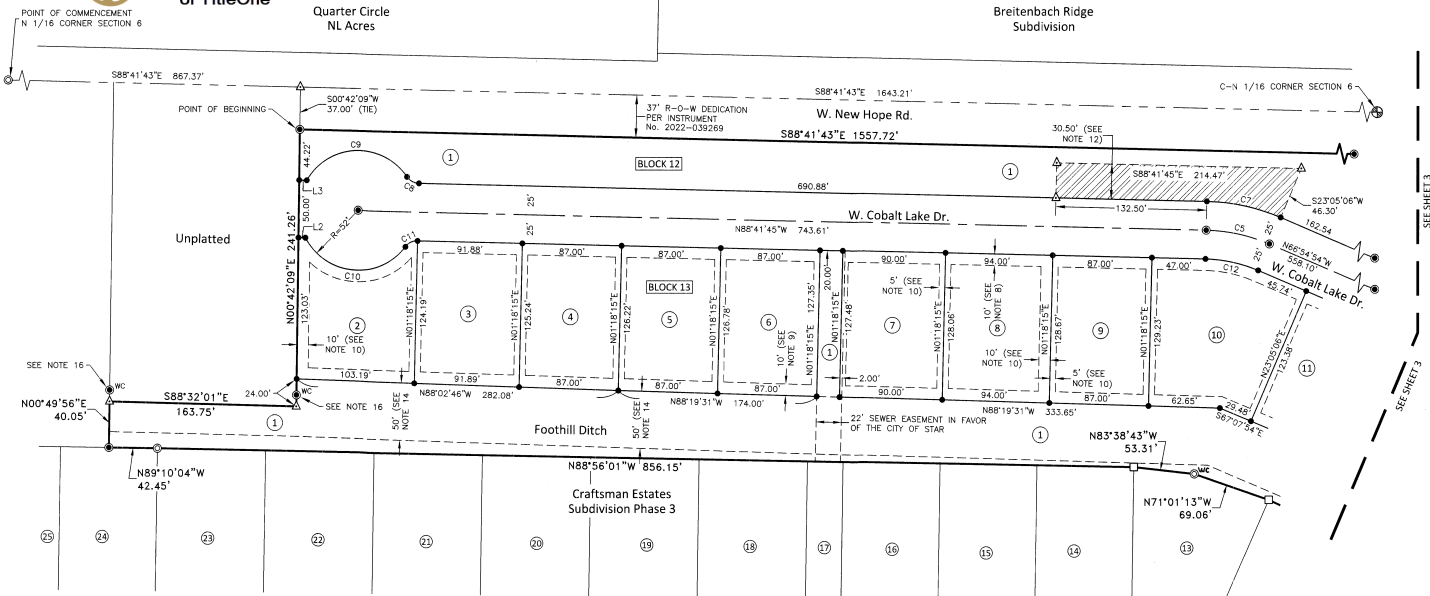 of TitleOne
POINT OF COMMENCEMENT
N 1/16 CORNER SECTION 6
Quarter Circle
NL Acres
Breitenbach Ridge
Subdivision
S88°41'43"E 867.37'
S88°41'43"E 1643.21'
C-N 1/16 CORNER SECTION 6
S00°42'09"W
37.00' (TIE)
POINT OF BEGINNING
37' R-O-W DEDICATION
PER INSTRUMENT
No. 2022-039269
W. New Hope Rd.
S88°41'43"E 1557.72'
30.50' (SEE
NOTE 12)
SEE SHEET 3
44.22'
C9
1
BLOCK 12
1
C8
L3
690.88'
S88°41'45"E 214.47'
S23°05'06"W
46.30'
132.50'
C7
162.54
50.00'
L2
R=52'
25'
25'
W. Cobalt Lake Dr.
N88°41'45"W 743.61'
C5
25'
25'
N66°54'54"W
558.10'
W. Cobalt Lake Dr.
Unplatted
N00°42'09"E 241.26'
C10
C11
91.88'
87.00'
87.00'
87.00'
90.00'
94.00'
87.00'
47.00'
C12
45.74'
BLOCK 13
20.00'
5' (SEE
NOTE 10)
10' (SEE
NOTE 8)
123.03'
2
N01°18'15"E
124.19'
3
N01°18'15"E
125.24'
4
N01°18'15"E
126.22'
5
N01°18'15"E
126.78'
6
N01°18'15"E
127.35'
1
N01°18'15"E
127.48'
7
N01°18'15"E
128.06'
8
N01°18'15"E
128.67'
9
N01°18'15"E
129.23'
10
N23°05'06"E
123.38'
11
10' (SEE
NOTE 10)
10' (SEE
NOTE 9)
10' (SEE
NOTE 10)
5' (SEE
NOTE 10)
2.00'
SEE NOTE 16
WC
WC
24.00'
SEE NOTE 16
103.19'
91.89'
87.00'
87.00'
87.00'
90.00'
94.00'
87.00'
62.65'
29.48'
S67°07'54"E
N88°02'46"W 282.08'
N88°19'31"W 174.00'
N88°19'31"W 333.65'
SEE SHEET 3
N00°49'56"E
40.05'
S88°32'01"E
163.75'
1
50' (SEE
NOTE 14
Foothill Ditch
50' (SEE
NOTE 14
22' SEWER EASEMENT IN FAVOR
OF THE CITY OF STAR
1
N83°38'43"W
53.31'
WC
N89°10'04"W
42.45'
N88°56'01"W 856.15'
N71°01'13"W
69.06'
Craftsman Estates
Subdivision Phase 3
25
24
23
22
21
20
19
18
17
16
15
14
13